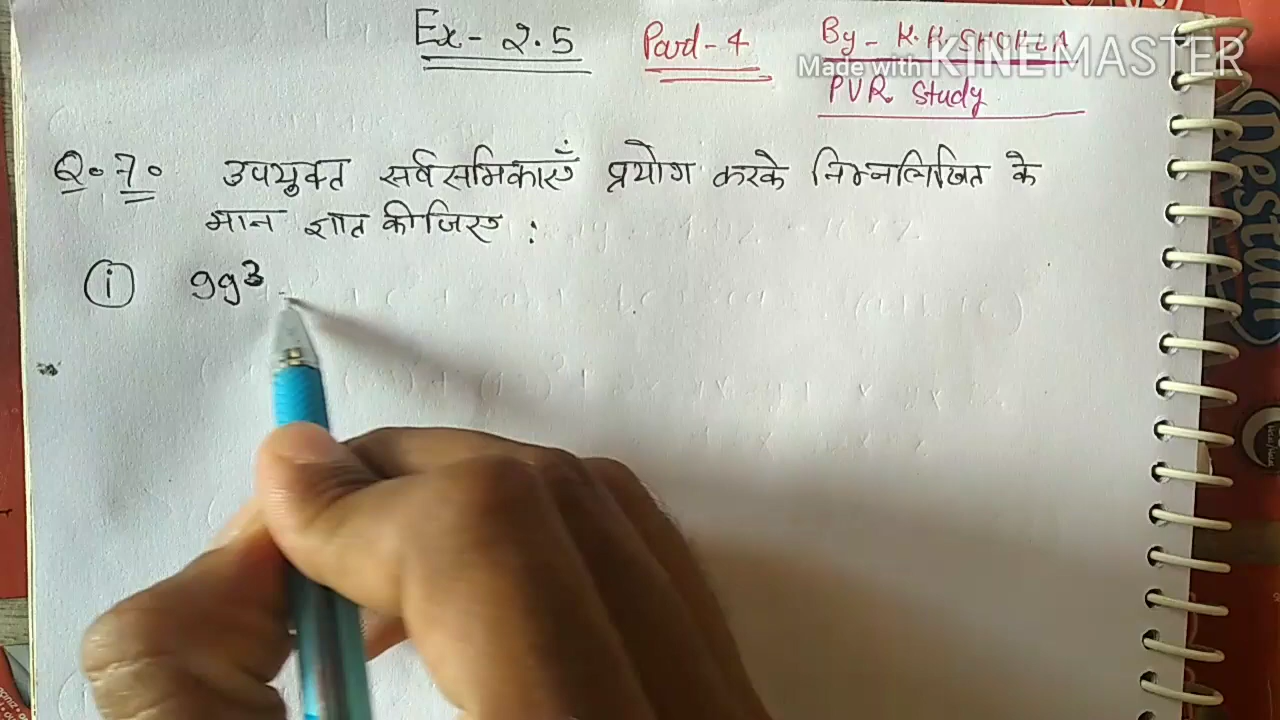 Ex- 2.5 Part-4 By- K.K. SHUKLA
Made with KINEMASTER
PVR Study
Q.7. उपयुक्त सर्वसमिकाएँ प्रयोग करके निम्नलिखित के
मान ज्ञात कीजिए :
(i) 99³